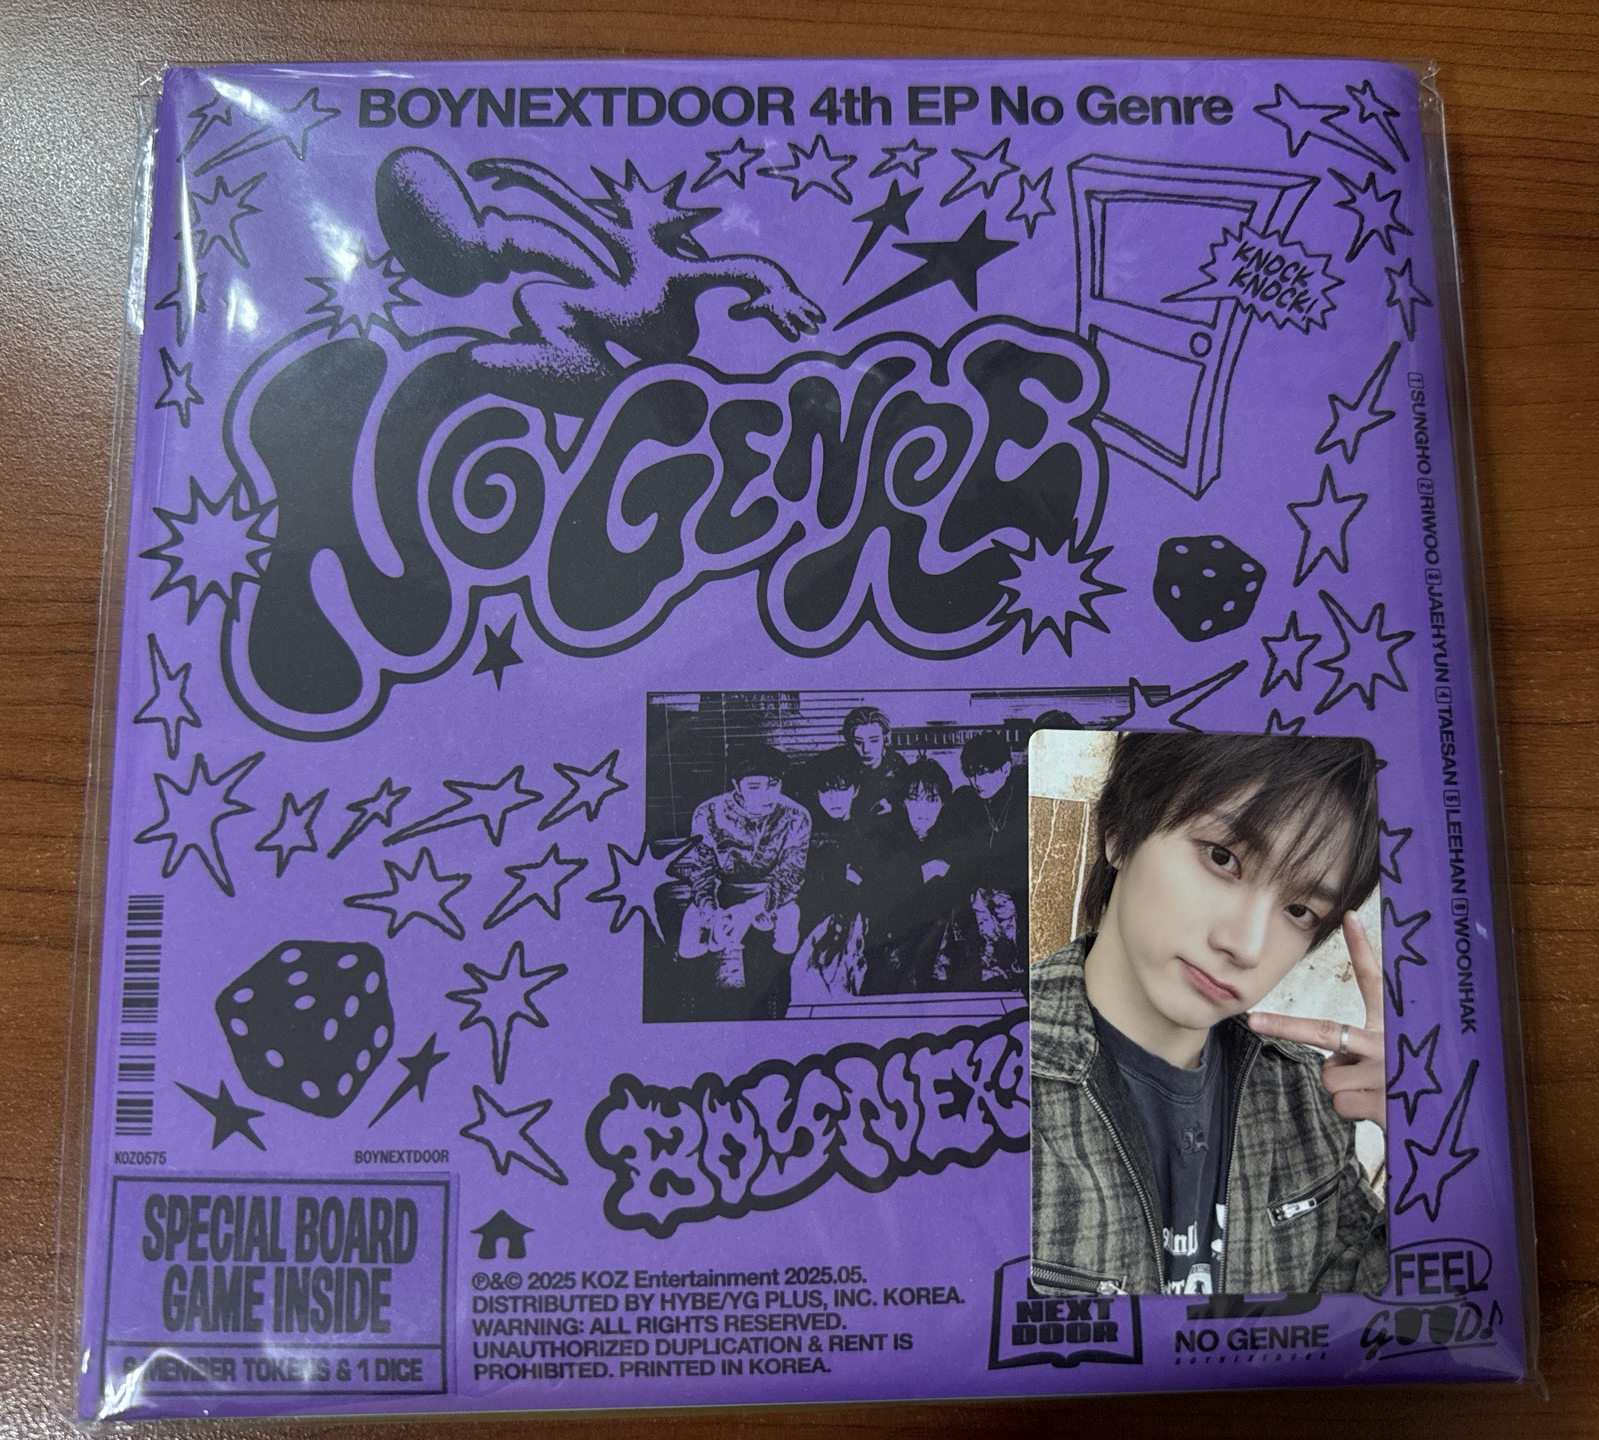 BOYNEXTDOOR 4th EP No Genre
KNOCK
KNOCK!
NO GENRE
1 SUNGHO 2 RIWOO 3 JAEHYUN 4 TAESAN 5 LEEHAN 6 WOONHAK
BOYNEX
KOZ0575
BOYNEXTDOOR
SPECIAL BOARD
GAME INSIDE
6 MEMBER TOKENS & 1 DICE
℗&© 2025 KOZ Entertainment 2025.05.
DISTRIBUTED BY HYBE/YG PLUS, INC. KOREA.
WARNING: ALL RIGHTS RESERVED.
UNAUTHORIZED DUPLICATION & RENT IS
PROHIBITED. PRINTED IN KOREA.
NEXT
DOOR
NO GENRE
BOYNEXTDOOR
FEEL
GOOD!